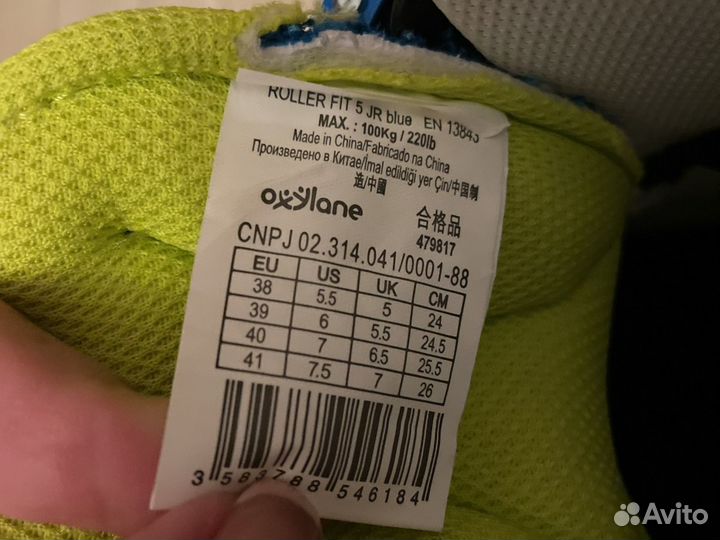 ROLLER FIT 5 JR blue EN 13843
MAX. : 100Kg / 220lb
Made in China/Fabricado na China
Произведено в Китае/İmal edildiği yer Çin/中国制
造/中國
oxylane
合格品
479817
CNPJ 02.314.041/0001-88
EU US UK CM
38 5.5 5 24
39 6 5.5 24.5
40 7 6.5 25.5
41 7.5 7 26
3 583788 546184
Avito